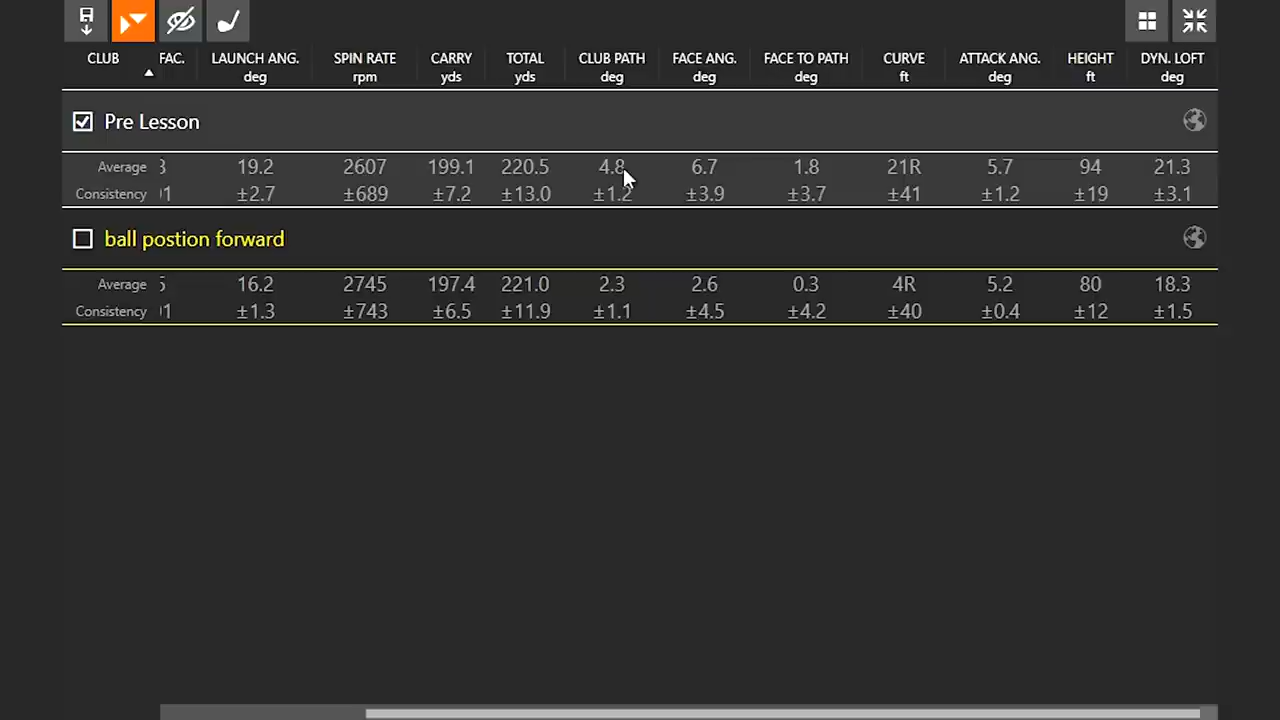 CLUB FAC. LAUNCH ANG. SPIN RATE CARRY TOTAL CLUB PATH FACE ANG. FACE TO PATH CURVE ATTACK ANG. HEIGHT DYN. LOFT
deg rpm yds yds deg deg deg ft deg ft deg
Pre Lesson
Average 19.2 2607 199.1 220.5 4.8 6.7 1.8 21R 5.7 94 21.3
Consistency ±2.7 ±689 ±7.2 ±13.0 ±1.2 ±3.9 ±3.7 ±41 ±1.2 ±19 ±3.1
ball postion forward
Average 16.2 2745 197.4 221.0 2.3 2.6 0.3 4R 5.2 80 18.3
Consistency ±1.3 ±743 ±6.5 ±11.9 ±1.1 ±4.5 ±4.2 ±40 ±0.4 ±12 ±1.5